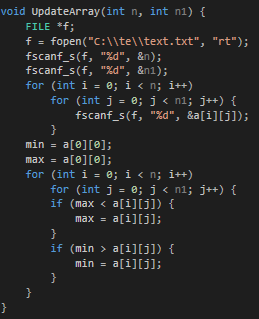 void UpdateArray(int n, int n1) {
    FILE *f;
    f = fopen("C:\\te\\text.txt", "rt");
    fscanf_s(f, "%d", &n);
    fscanf_s(f, "%d", &n1);
    for (int i = 0; i < n; i++)
        for (int j = 0; j < n1; j++) {
            fscanf_s(f, "%d", &a[i][j]);
        }
    min = a[0][0];
    max = a[0][0];
    for (int i = 0; i < n; i++)
        for (int j = 0; j < n1; j++) {
        if (max < a[i][j]) {
            max = a[i][j];
        }
        if (min > a[i][j]) {
            min = a[i][j];
        }
    }
}